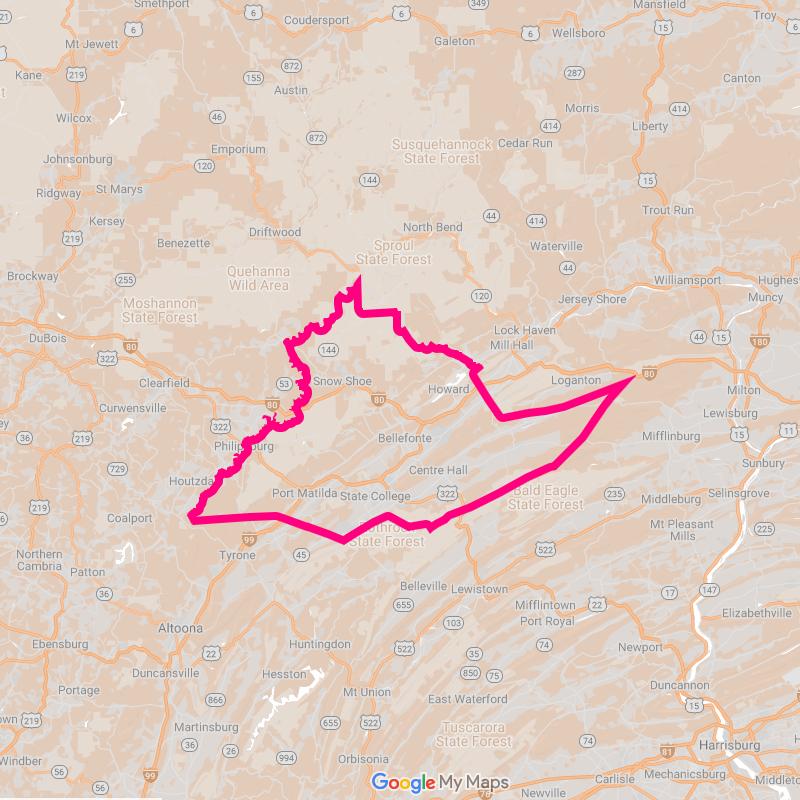 Smethport
Coudersport
6
6
349
Mansfield
6
Troy
6
Mt Jewett
Galeton
6
Wellsboro
15
Kane
219
872
155
Austin
287
Canton
Wilcox
46
Morris
414
414
Liberty
872
Susquehannock
State Forest
Cedar Run
Johnsonburg
Emporium
120
144
15
Ridgway
St Marys
Kersey
44
414
Trout Run
North Bend
219
Benezette
Driftwood
Sproul
State Forest
Waterville
Quehanna
Wild Area
44
Brockway
255
Williamsport
Hughes
120
Jersey Shore
Muncy
Moshannon
State Forest
Lock Haven
Mill Hall
44
15
180
DuBois
80
322
144
Clearfield
53
Snow Shoe
Howard
Loganton
80
Milton
80
80
Curwensville
322
Lewisburg
36
Bellefonte
Mifflinburg
15
11
Philipsburg
Sunbury
729
Centre Hall
Houtzda
Port Matilda
State College
322
Bald Eagle
State Forest
235
Middleburg
Selinsgrove
219
Coalport
Rothro
State Forest
Mt Pleasant
Mills
225
99
Northern
Cambria
Tyrone
45
522
Patton
36
Belleville
Lewistown
17
147
655
Mifflintown
22
Elizabethville
Port Royal
Altoona
103
Ebensburg
22
Huntingdon
522
74
Newport
35
Duncansville
Hesston
850
75
Duncannon
Portage
866
Mt Union
East Waterford
15
219
Martinsburg
655
522
Tuscarora
State Forest
Windber
36
26
74
81
Harrisburg
56
994
Orbisonia
56
99
Google My Maps
76
Carlisle
Mechanicsburg
Middleto
Newville